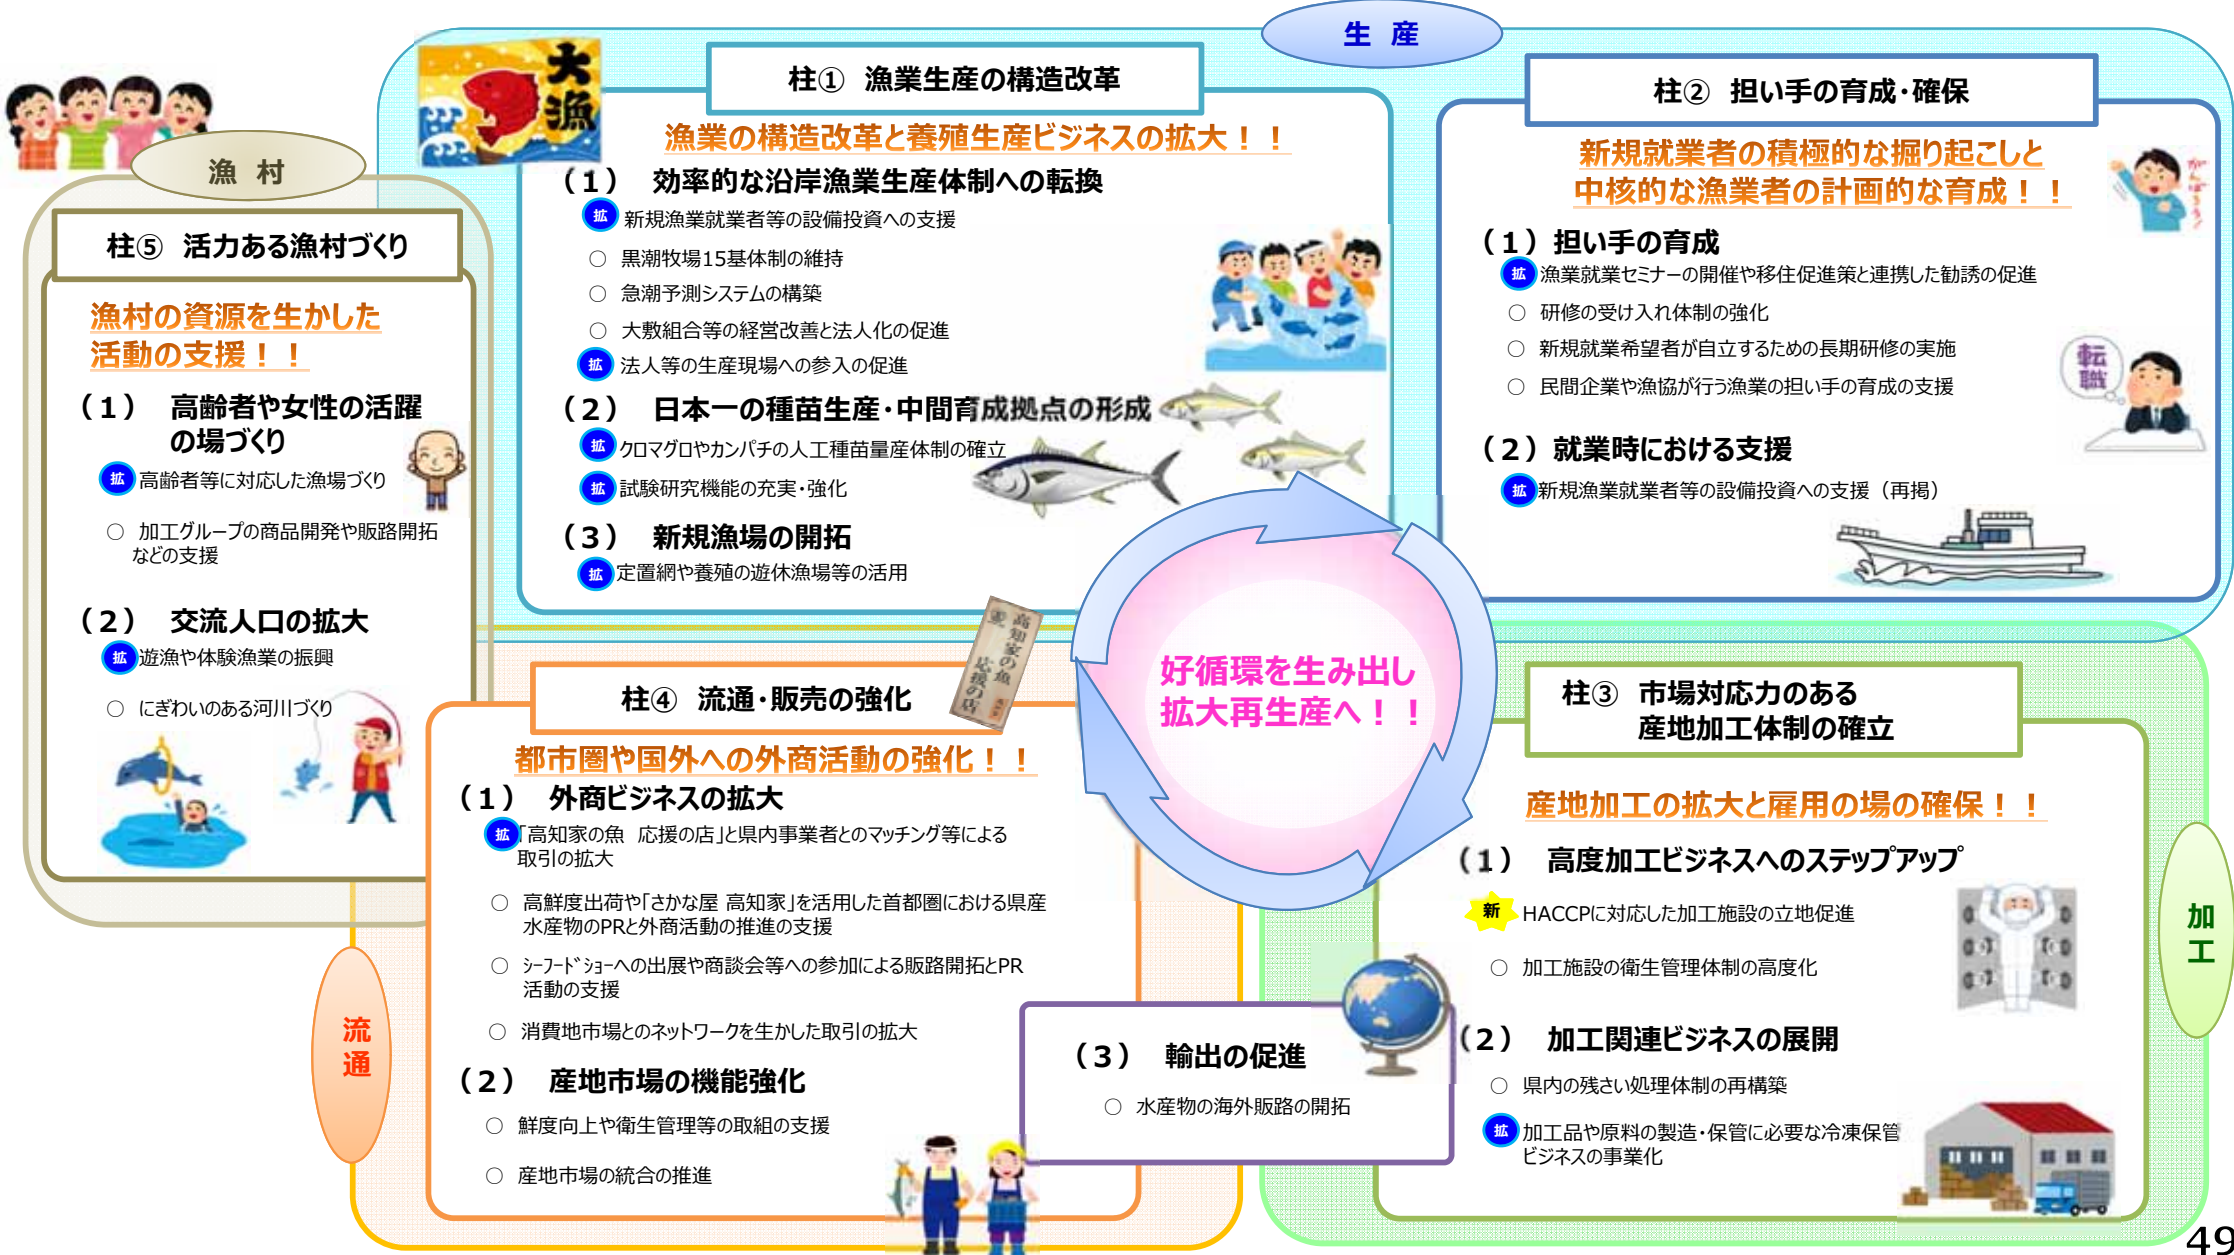 生 産
大漁
柱① 漁業生産の構造改革
漁業の構造改革と養殖生産ビジネスの拡大！！
（１） 効率的な沿岸漁業生産体制への転換
拡 新規漁業就業者等の設備投資への支援
○ 黒潮牧場15基体制の維持
○ 急潮予測システムの構築
○ 大敷組合等の経営改善と法人化の促進
拡 法人等の生産現場への参入の促進
（２） 日本一の種苗生産・中間育成拠点の形成
拡 クロマグロやカンパチの人工種苗量産体制の確立
拡 試験研究機能の充実・強化
（３） 新規漁場の開拓
拡 定置網や養殖の遊休漁場等の活用
柱② 担い手の育成・確保
新規就業者の積極的な掘り起こしと
中核的な漁業者の計画的な育成！！
がんばろう！
（１）担い手の育成
拡 漁業就業セミナーの開催や移住促進策と連携した勧誘の促進
○ 研修の受け入れ体制の強化
○ 新規就業希望者が自立するための長期研修の実施
○ 民間企業や漁協が行う漁業の担い手の育成の支援
転職
（２）就業時における支援
拡 新規漁業就業者等の設備投資への支援（再掲）
漁 村
柱⑤ 活力ある漁村づくり
漁村の資源を生かした
活動の支援！！
（１） 高齢者や女性の活躍
の場づくり
拡 高齢者等に対応した漁場づくり
○ 加工グループの商品開発や販路開拓
などの支援
（２） 交流人口の拡大
拡 遊漁や体験漁業の振興
○ にぎわいのある河川づくり
好循環を生み出し
拡大再生産へ！！
流通
柱④ 流通・販売の強化
高知家の魚
応援の店
都市圏や国外への外商活動の強化！！
（１） 外商ビジネスの拡大
拡 「高知家の魚 応援の店」と県内事業者とのマッチング等による
取引の拡大
○ 高鮮度出荷や「さかな屋 高知家」を活用した首都圏における県産
水産物のPRと外商活動の推進の支援
○ ｼｰﾌｰﾄﾞｼｮｰへの出展や商談会等への参加による販路開拓とPR
活動の支援
○ 消費地市場とのネットワークを生かした取引の拡大
（２） 産地市場の機能強化
○ 鮮度向上や衛生管理等の取組の支援
○ 産地市場の統合の推進
（３） 輸出の促進
○ 水産物の海外販路の開拓
加工
柱③ 市場対応力のある
産地加工体制の確立
産地加工の拡大と雇用の場の確保！！
（１） 高度加工ビジネスへのステップアップ
新 HACCPに対応した加工施設の立地促進
○ 加工施設の衛生管理体制の高度化
（２） 加工関連ビジネスの展開
○ 県内の残さい処理体制の再構築
拡 加工品や原料の製造・保管に必要な冷凍保管
ビジネスの事業化
49